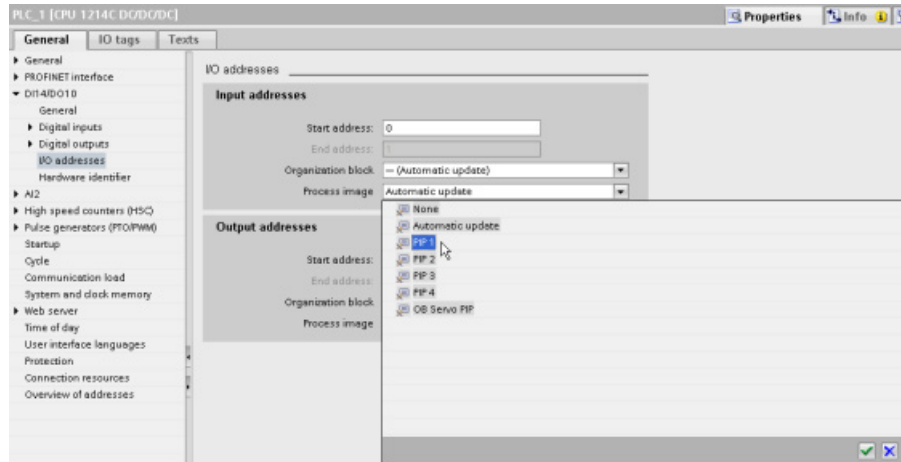 PLC_1 [CPU 1214C DC/DC/DC]
Properties
Info
General
IO tags
Texts
General
PROFINET interface
DI14/DO10
General
Digital inputs
Digital outputs
I/O addresses
Hardware identifier
AI2
High speed counters (HSC)
Pulse generators (PTO/PWM)
Startup
Cycle
Communication load
System and clock memory
Web server
Time of day
User interface languages
Protection
Connection resources
Overview of addresses
I/O addresses
Input addresses
Start address: 0
End address: 1
Organization block --- (Automatic update)
Process image Automatic update
None
Automatic update
PIP 1
PIP 2
PIP 3
PIP 4
OB Servo PIP
Output addresses
Start address:
End address:
Organization block
Process image